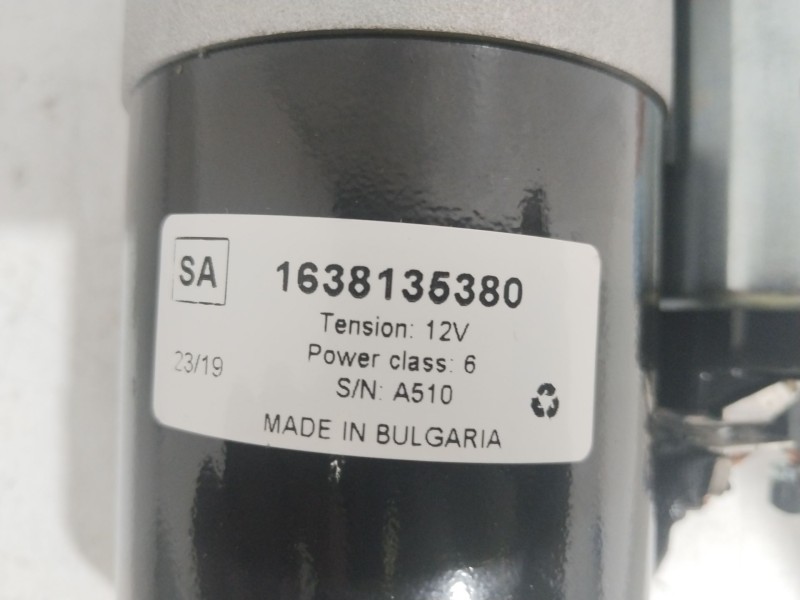 SA
1638135380
Tension: 12V
23/19
Power class: 6
S/N: A510
MADE IN BULGARIA